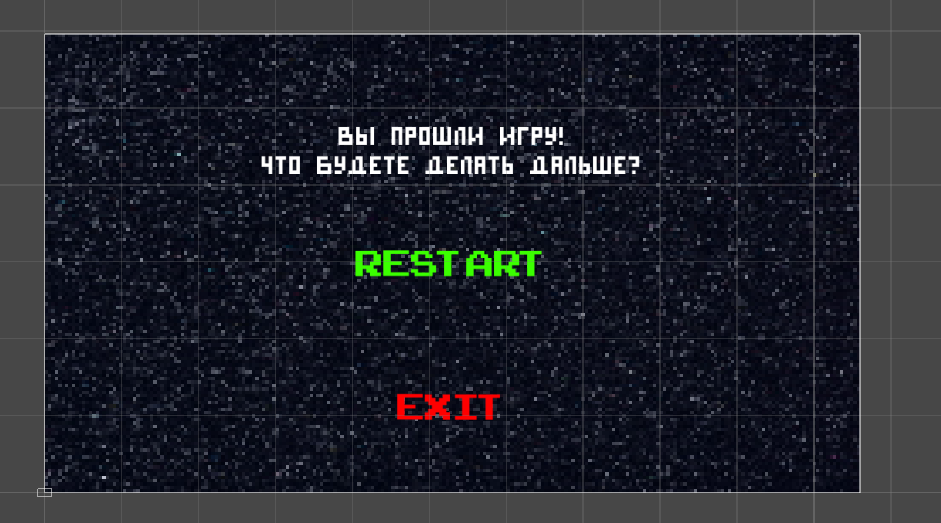 ВЫ ПРОШЛИ ИГРУ!
ЧТО БУДЕТЕ ДЕЛАТЬ ДАЛЬШЕ?
RESTART
EXIT